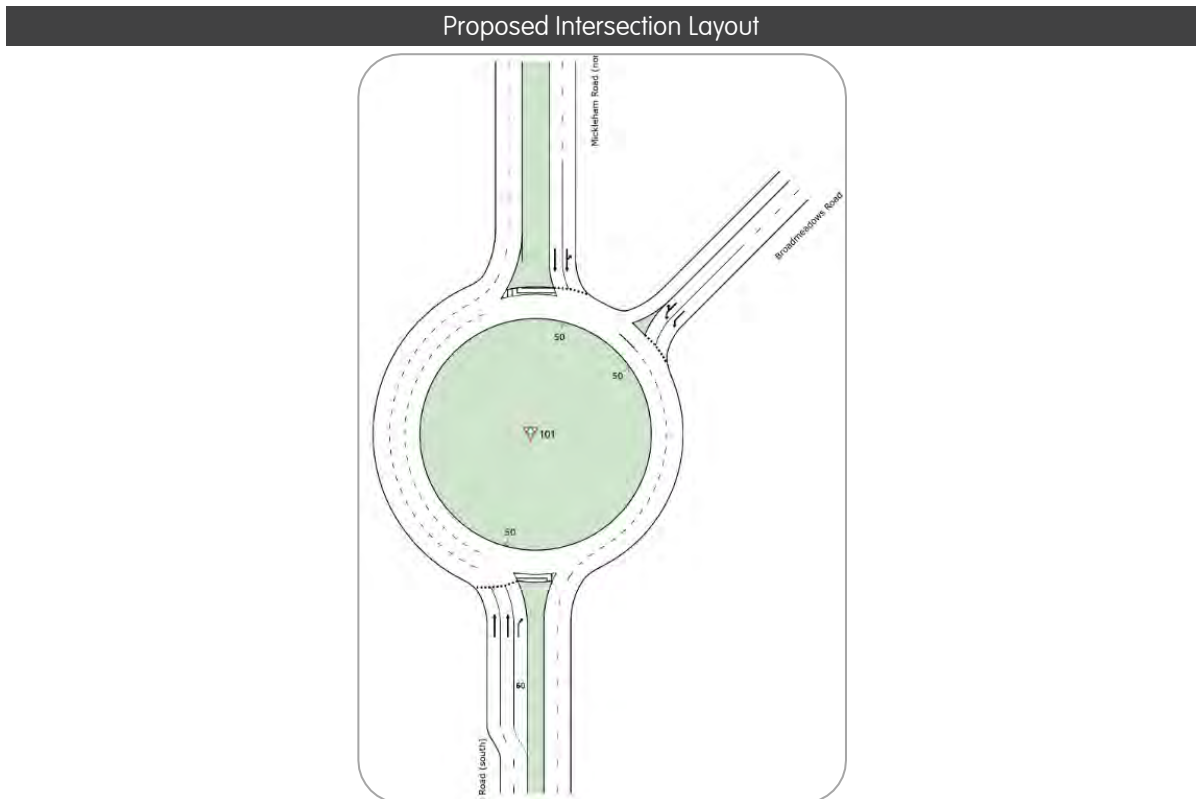 Proposed Intersection Layout
Mickleham Road (nor
Broadmeadows Road
50
50
101
50
60
Road (south)